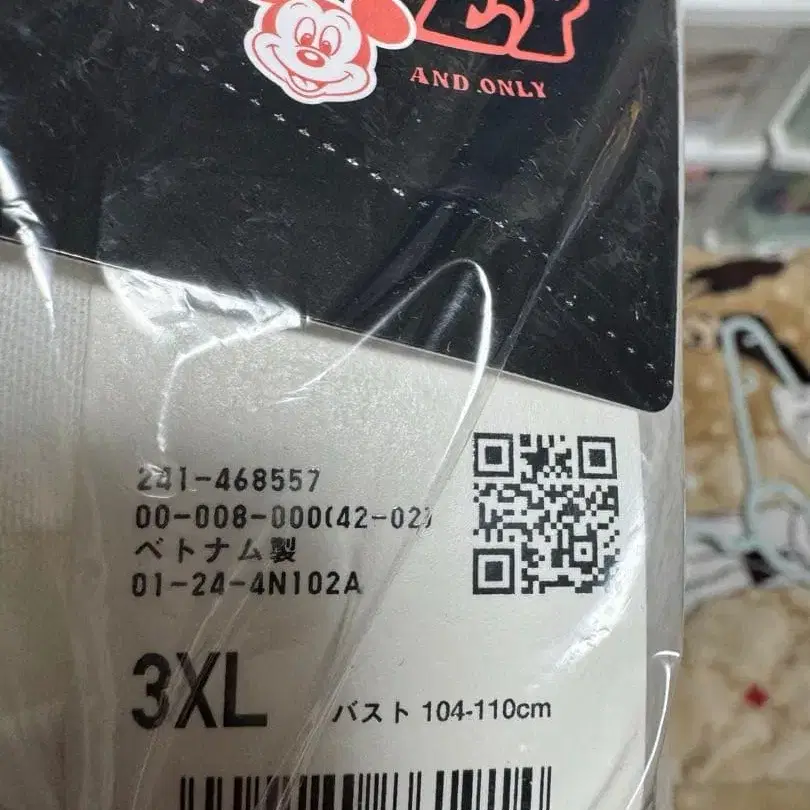 EY
AND ONLY
241-468557
00-008-000(42-02)
ベトナム製
01-24-4N102A
3XL バスト 104-110cm